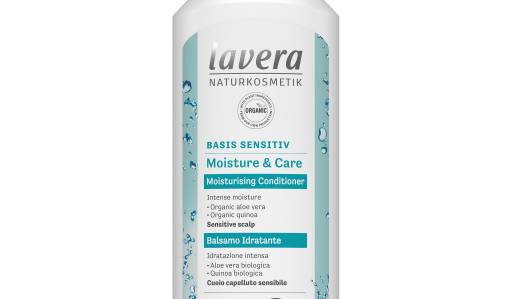 lavera
NATURKOSMETIK
ORGANIC
BASIS SENSITIV
Moisture & Care
Moisturising Conditioner
Intense moisture
• Organic aloe vera
• Organic quinoa
Sensitive scalp
Balsamo Idratante
Idratazione intensa
• Aloe vera biologica
• Quinoa biologica
Cuoio capelluto sensibile